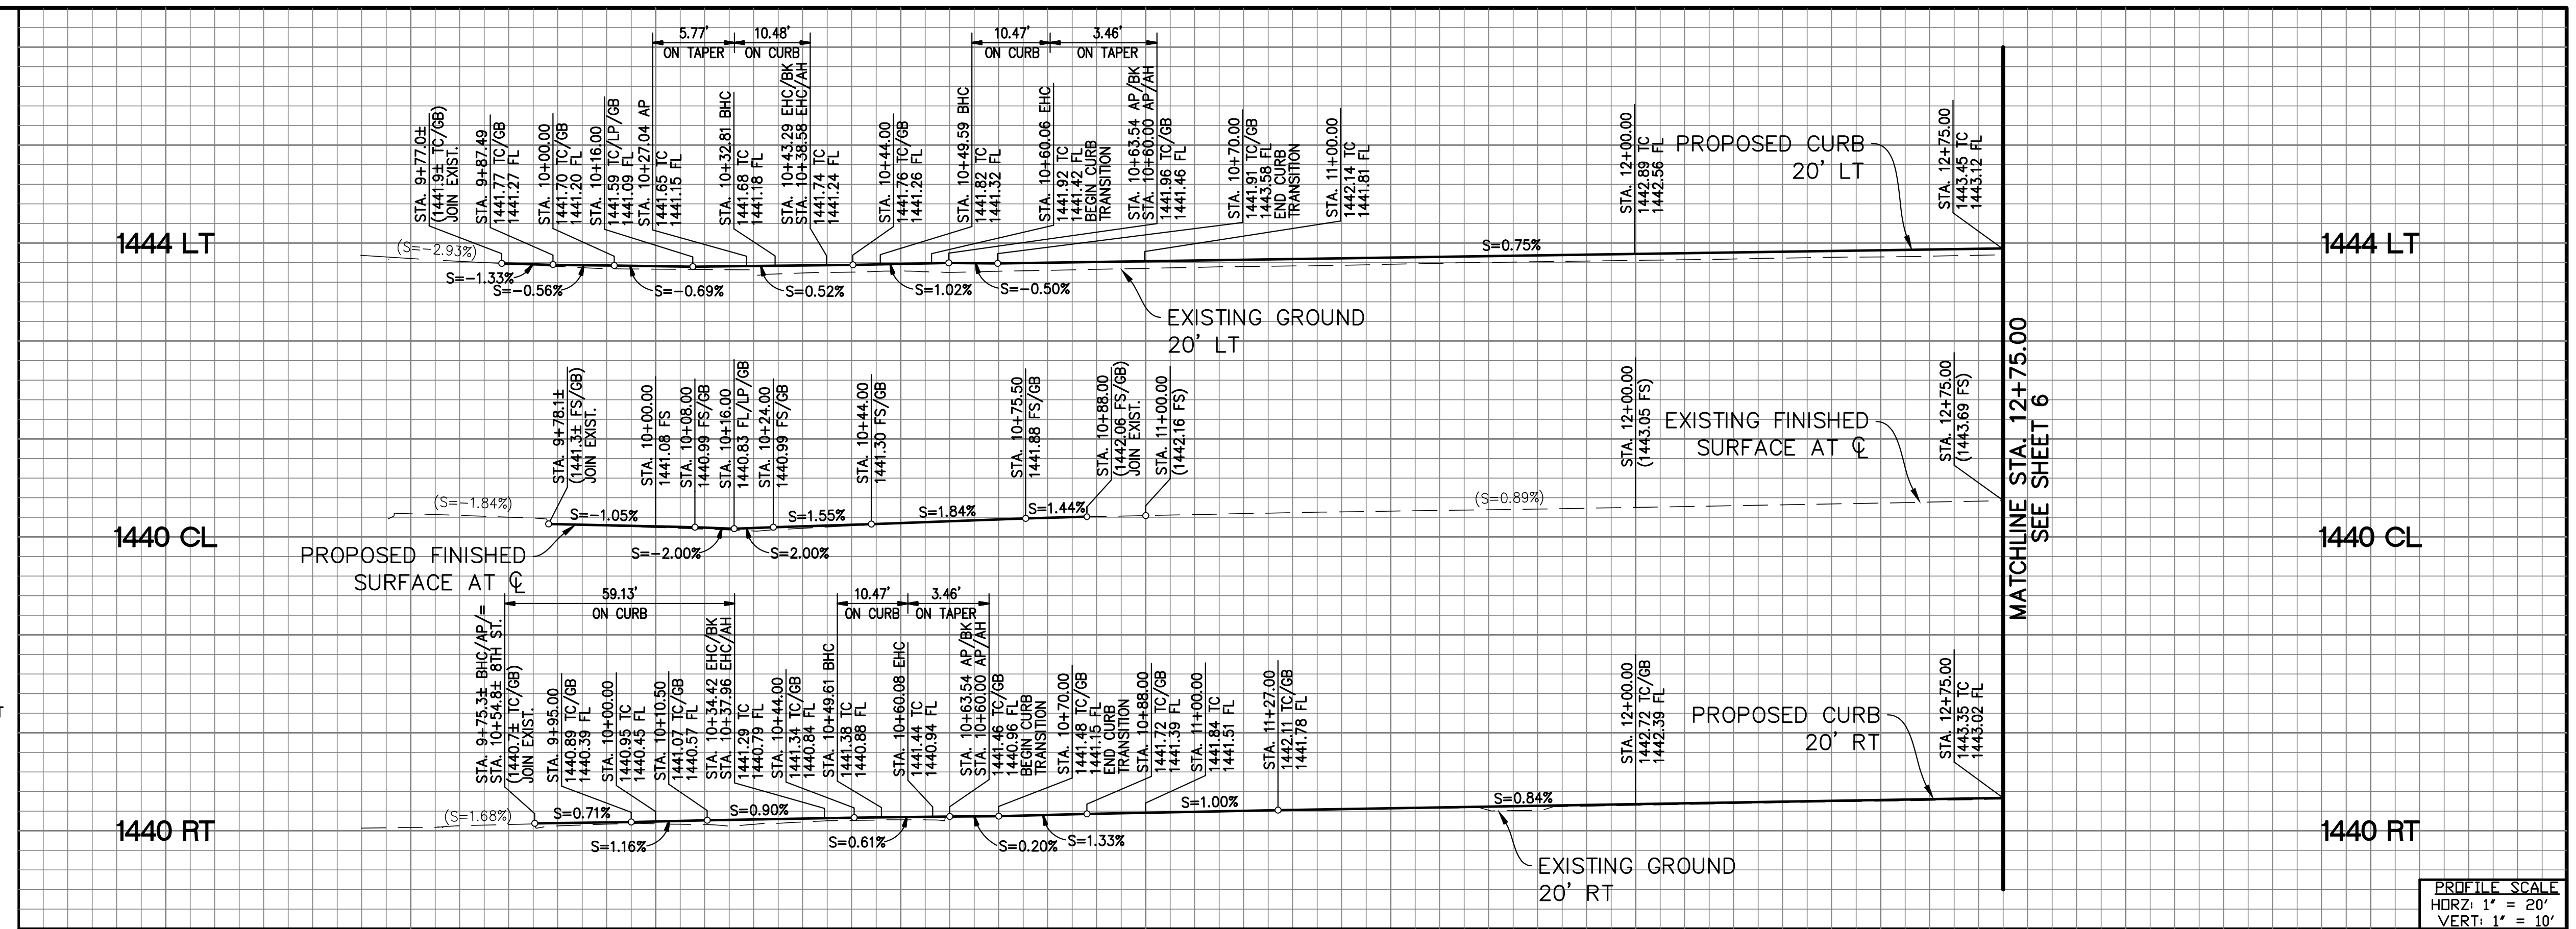 5.77'
ON TAPER
10.48'
ON CURB
10.47'
ON CURB
3.46'
ON TAPER
STA. 9+77.0±
(1441.9± TC/GB)
JOIN EXIST.
STA. 9+87.49
1441.77 TC/GB
1441.27 FL
STA. 10+00.00
1441.70 TC/GB
1441.20 FL
STA. 10+16.00
1441.59 TC/LP/GB
1441.09 FL
STA. 10+27.04 AP
1441.65 TC
1441.15 FL
STA. 10+32.81 BHC
1441.68 TC
1441.18 FL
STA. 10+43.29 EHC/BK
STA. 10+38.58 EHC/AH
1441.74 TC
1441.24 FL
STA. 10+44.00
1441.76 TC/GB
1441.26 FL
STA. 10+49.59 BHC
1441.82 TC
1441.32 FL
STA. 10+60.06 EHC
1441.92 TC
1441.42 FL
BEGIN CURB
TRANSITION
STA. 10+63.54 AP/BK
STA. 10+60.00 AP/AH
1441.96 TC/GB
1441.46 FL
STA. 10+70.00
1441.91 TC/GB
1443.58 FL
END CURB
TRANSITION
STA. 11+00.00
1442.14 TC
1441.81 FL
STA. 12+00.00
1442.89 TC
1442.56 FL
PROPOSED CURB
20' LT
STA. 12+75.00
1443.45 TC
1443.12 FL
1444 LT
(S=-2.93%)
S=-1.33%
S=-0.56%
S=-0.69%
S=0.52%
S=1.02%
S=-0.50%
S=0.75%
1444 LT
EXISTING GROUND
20' LT
STA. 9+78.1±
(1441.3± FS/GB)
JOIN EXIST.
STA. 10+00.00
1441.08 FS
STA. 10+08.00
1440.99 FS/GB
STA. 10+16.00
1440.83 FL/LP/GB
STA. 10+24.00
1440.99 FS/GB
STA. 10+44.00
1441.30 FS/GB
STA. 10+75.50
1441.88 FS/GB
STA. 10+88.00
(1442.06 FS/GB)
JOIN EXIST.
STA. 11+00.00
(1442.16 FS)
STA. 12+00.00
(1443.05 FS)
EXISTING FINISHED
SURFACE AT ℄
STA. 12+75.00
(1443.69 FS)
MATCHLINE STA. 12+75.00
SEE SHEET 6
1440 CL
(S=-1.84%)
S=-1.05%
S=-2.00%
S=2.00%
S=1.55%
S=1.84%
S=1.44%
(S=0.89%)
1440 CL
PROPOSED FINISHED
SURFACE AT ℄
59.13'
ON CURB
10.47'
ON CURB
3.46'
ON TAPER
STA. 9+75.3± BHC/AP/=
STA. 10+54.8± 8TH ST.
(1440.7± TC/GB)
JOIN EXIST.
STA. 9+95.00
1440.89 TC/GB
1440.39 FL
STA. 10+00.00
1440.95 TC
1440.45 FL
STA. 10+10.50
1441.07 TC/GB
1440.57 FL
STA. 10+34.42 EHC/BK
STA. 10+37.96 EHC/AH
1441.29 TC
1440.79 FL
STA. 10+44.00
1441.34 TC/GB
1440.84 FL
STA. 10+49.61 BHC
1441.38 TC
1440.88 FL
STA. 10+60.08 EHC
1441.44 TC
1440.94 FL
STA. 10+63.54 AP/BK
STA. 10+60.00 AP/AH
1441.46 TC/GB
1440.96 FL
BEGIN CURB
TRANSITION
STA. 10+70.00
1441.48 TC/GB
1441.15 FL
END CURB
TRANSITION
STA. 10+88.00
1441.72 TC/GB
1441.39 FL
STA. 11+00.00
1441.84 TC
1441.51 FL
STA. 11+27.00
1442.11 TC/GB
1441.78 FL
STA. 12+00.00
1442.72 TC/GB
1442.39 FL
PROPOSED CURB
20' RT
STA. 12+75.00
1443.35 TC
1443.02 FL
1440 RT
(S=1.68%)
S=0.71%
S=1.16%
S=0.90%
S=0.61%
S=0.20%
S=1.33%
S=1.00%
S=0.84%
1440 RT
EXISTING GROUND
20' RT
PROFILE SCALE
HORZ: 1" = 20'
VERT: 1" = 10'